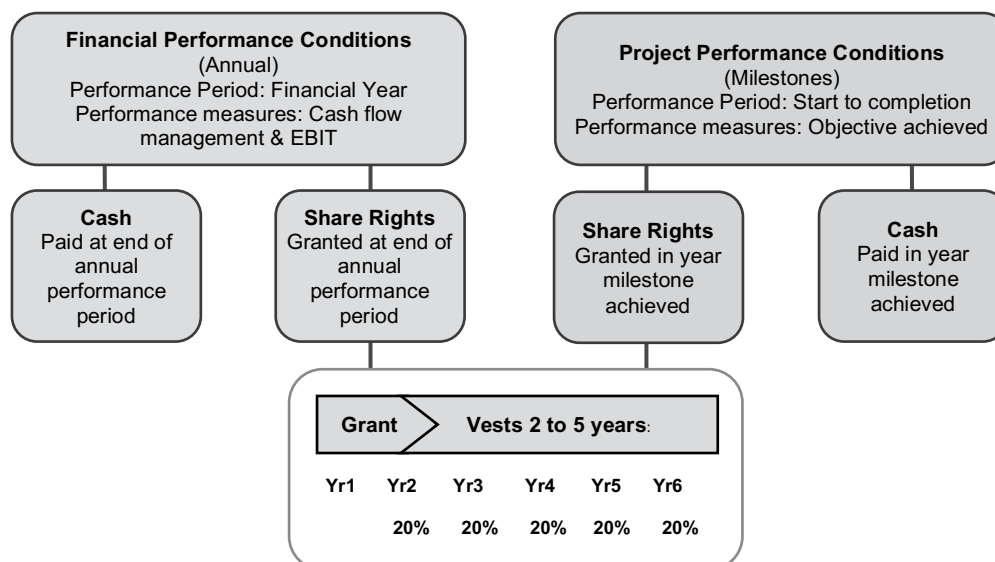 Financial Performance Conditions
(Annual)
Performance Period: Financial Year
Performance measures: Cash flow
management & EBIT
Project Performance Conditions
(Milestones)
Performance Period: Start to completion
Performance measures: Objective achieved
Cash
Paid at end of
annual
performance
period
Share Rights
Granted at end of
annual
performance
period
Share Rights
Granted in year
milestone
achieved
Cash
Paid in year
milestone
achieved
Grant
Vests 2 to 5 years:
Yr1 Yr2 Yr3 Yr4 Yr5 Yr6
20% 20% 20% 20% 20%